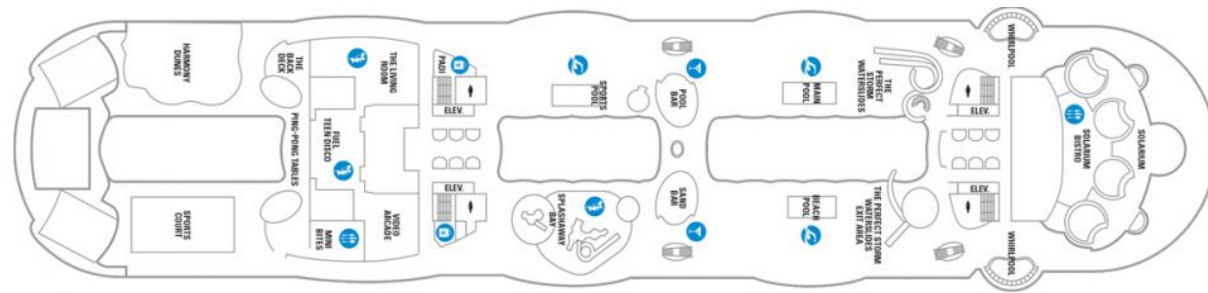 HARMONY
DUNES
THE
BACK
DECK
THE LIVING
ROOM
PADI
ELEV.
SPORTS
POOL
POOL
BAR
MAIN
POOL
THE
PERFECT
STORM
WATERSLIDES
ELEV.
WHIRLPOOL
PING-PONG TABLES
FUEL
TEEN DISCO
SOLARIUM
BISTRO
SOLARIUM
SPORTS
COURT
MINI
BITES
VIDEO
ARCADE
ELEV.
SPLASHAWAY
BAY
SAND
BAR
BEACH
POOL
THE PERFECT STORM
WATERSLIDES
EXIT AREA
ELEV.
WHIRLPOOL